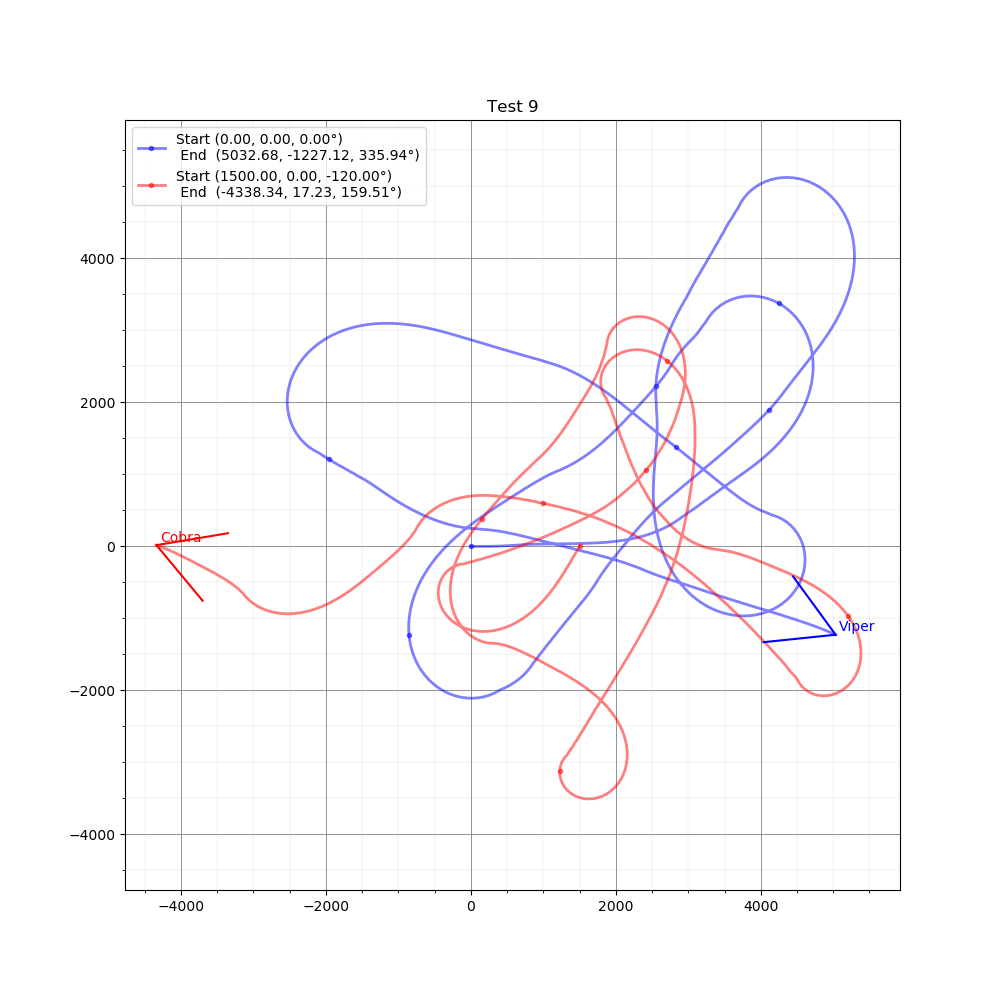 Test 9
Start (0.00, 0.00, 0.00°)
End (5032.68, -1227.12, 335.94°)
Start (1500.00, 0.00, -120.00°)
End (-4338.34, 17.23, 159.51°)
4000
2000
0
−2000
−4000
Cobra
Viper
−4000 −2000 0 2000 4000